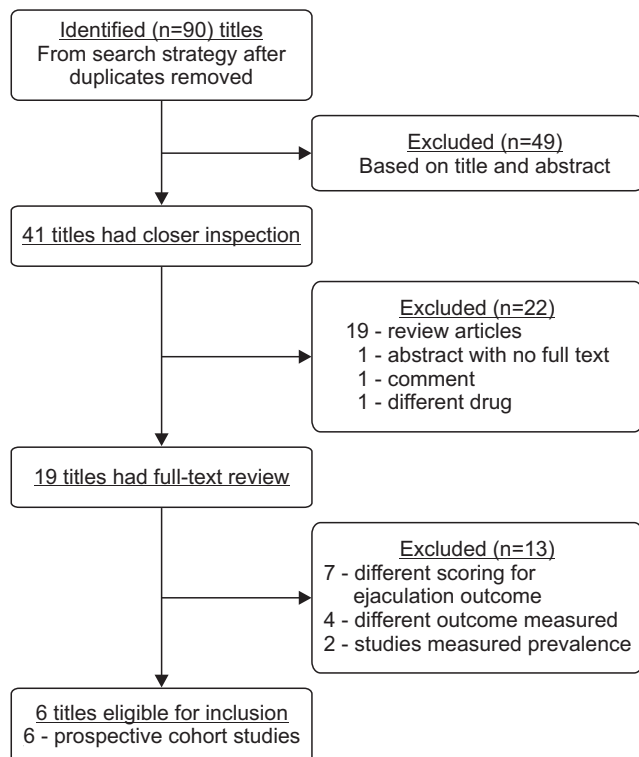 Identified (n=90) titles
From search strategy after
duplicates removed
Excluded (n=49)
Based on title and abstract
41 titles had closer inspection
Excluded (n=22)
19 - review articles
1 - abstract with no full text
1 - comment
1 - different drug
19 titles had full-text review
Excluded (n=13)
7 - different scoring for
ejaculation outcome
4 - different outcome measured
2 - studies measured prevalence
6 titles eligible for inclusion
6 - prospective cohort studies